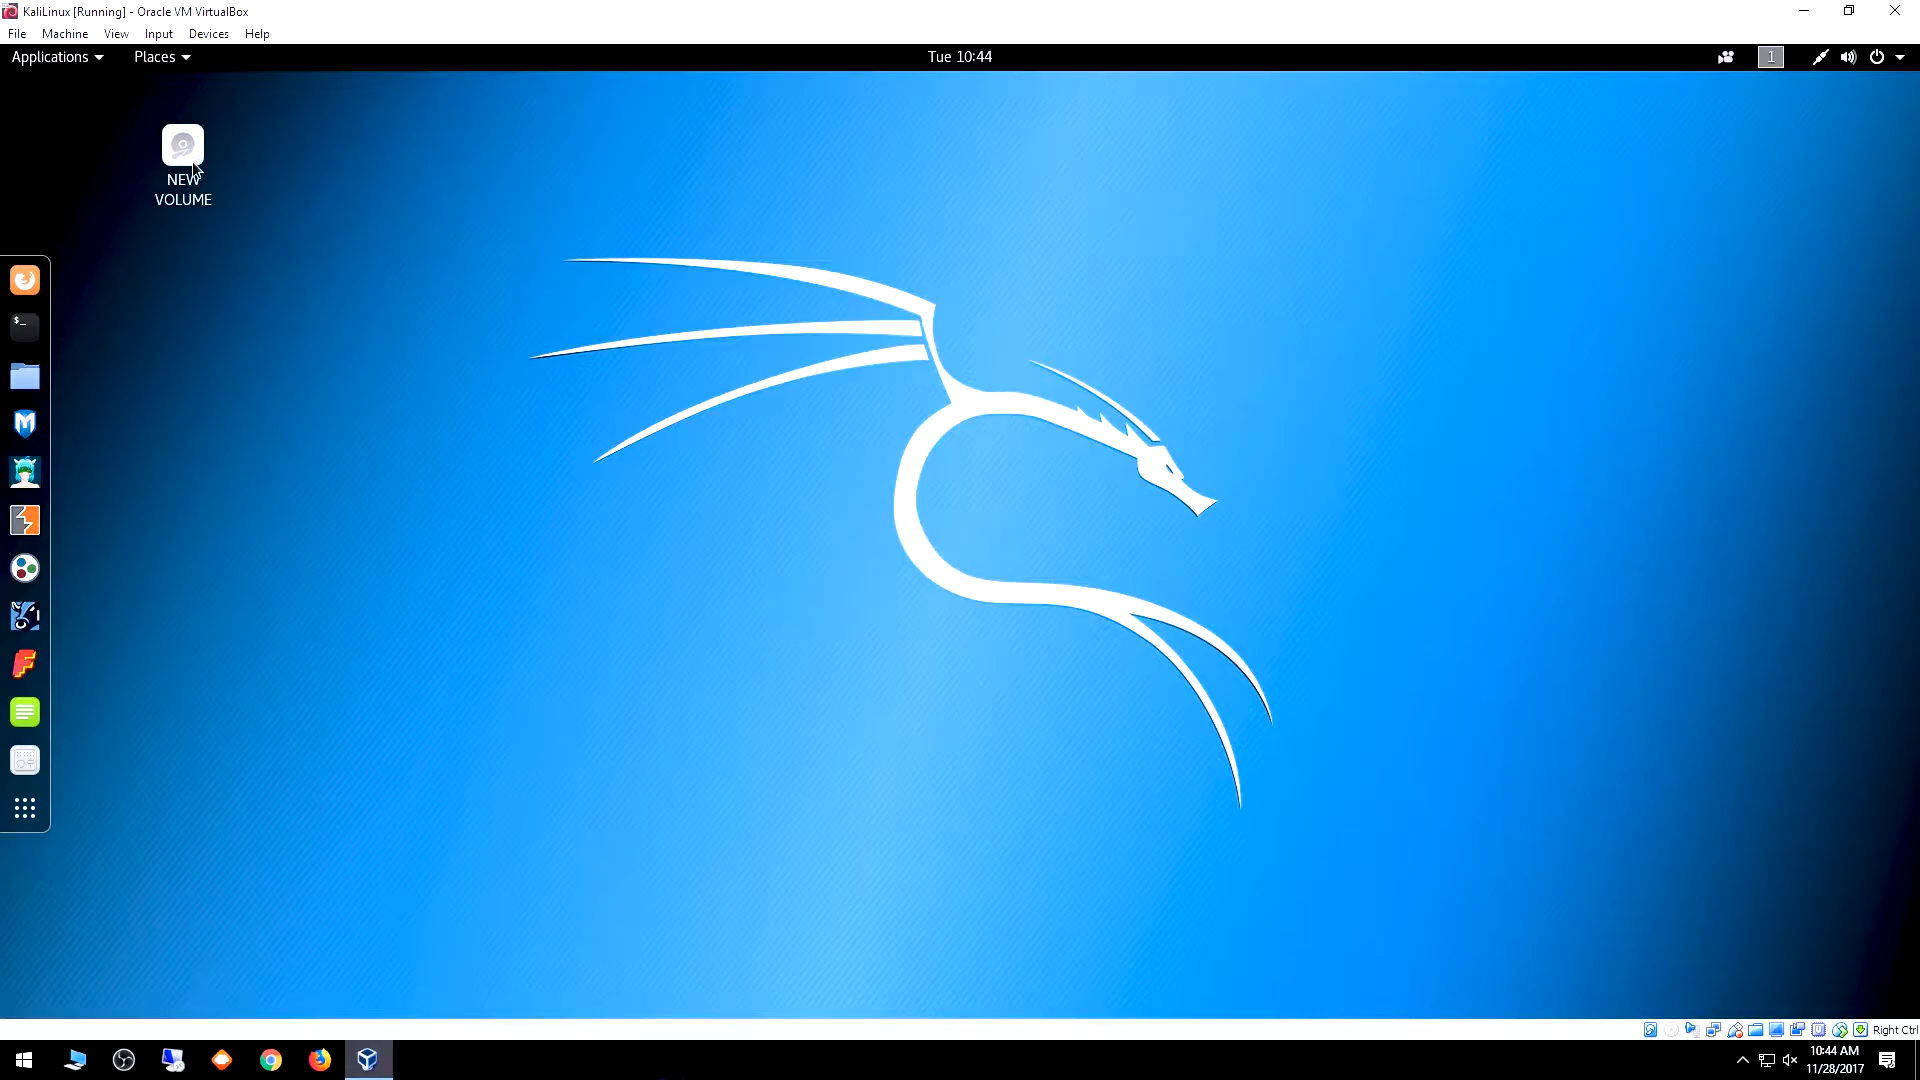 KaliLinux [Running] - Oracle VM VirtualBox
File Machine View Input Devices Help
Applications Places Tue 10:44 1
NEW
VOLUME
$_
Right Ctrl
10:44 AM
11/28/2017